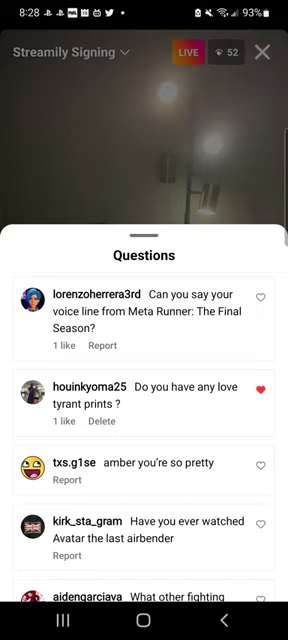 8:28
93%
Streamily Signing
LIVE
52
Questions
lorenzoherrera3rd Can you say your
voice line from Meta Runner: The Final
Season?
1 like Report
houinkyoma25 Do you have any love
tyrant prints ?
1 like Delete
txs.g1se amber you're so pretty
Report
kirk_sta_gram Have you ever watched
Avatar the last airbender
Report
aidengarciava What other fighting